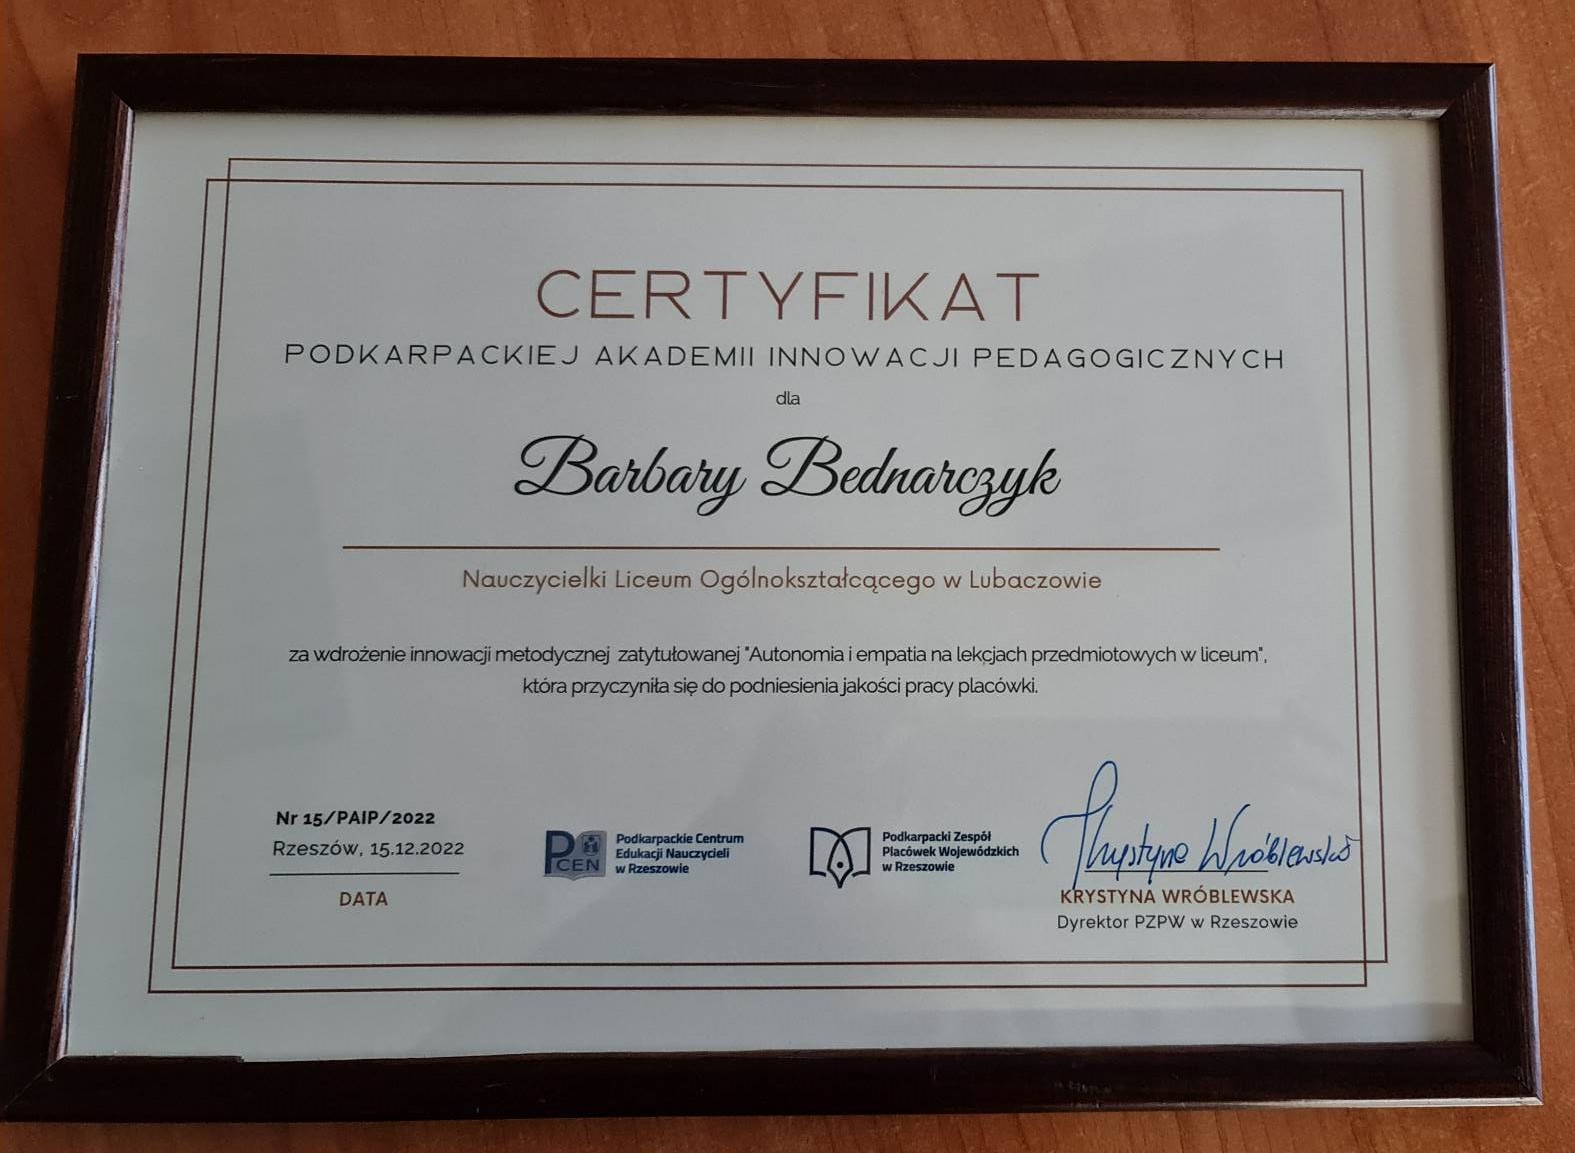 CERTYFIKAT
PODKARPACKIEJ AKADEMII INNOWACJI PEDAGOGICZNYCH
dla
Barbary Bednarczyk
Nauczycielki Liceum Ogólnokształcącego w Lubaczowie
za wdrożenie innowacji metodycznej zatytułowanej "Autonomia i empatia na lekcjach przedmiotowych w liceum",
która przyczyniła się do podniesienia jakości pracy placówki.
Nr 15/PAIP/2022
Rzeszów, 15.12.2022
DATA
PCEN
Podkarpackie Centrum
Edukacji Nauczycieli
w Rzeszowie
Podkarpacki Zespół
Placówek Wojewódzkich
w Rzeszowie
Krystyna Wróblewska
KRYSTYNA WRÓBLEWSKA
Dyrektor PZPW w Rzeszowie